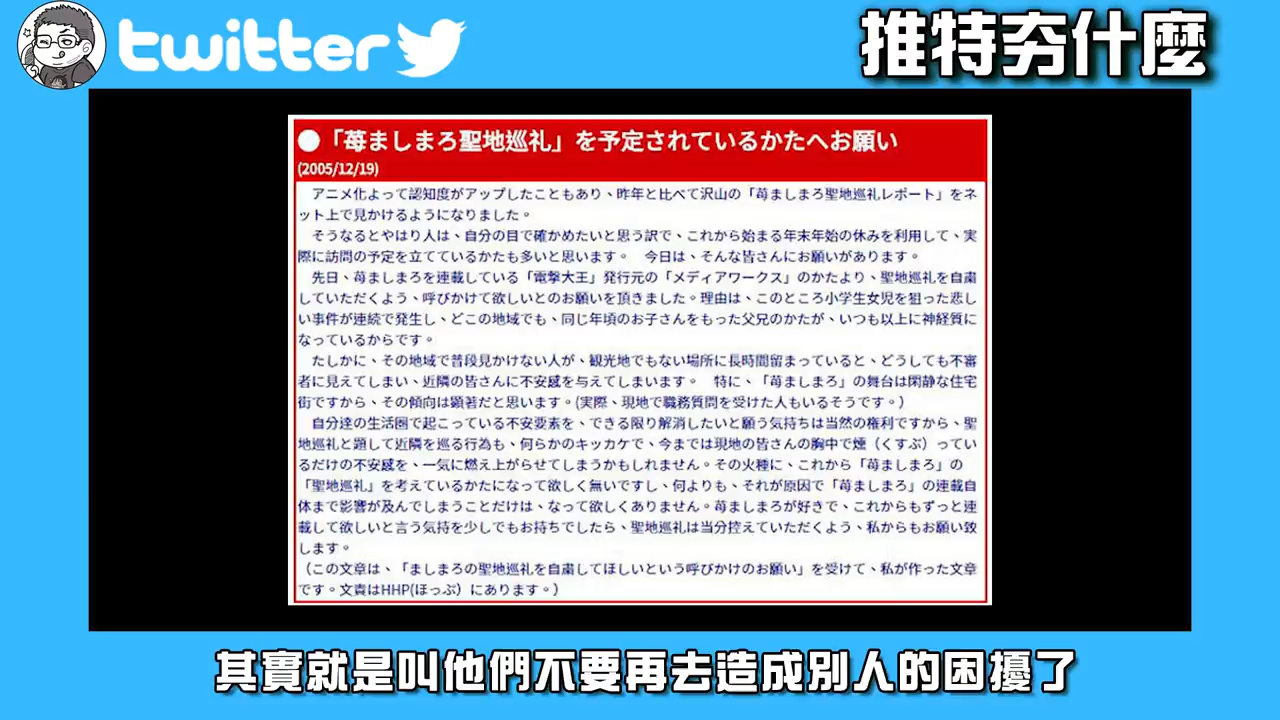 twitter
推特夯什麼
●「苺ましまろ聖地巡礼」を予定されているかたへお願い
(2005/12/19)
アニメ化よって認知度がアップしたこともあり、昨年と比べて沢山の「苺ましまろ聖地巡礼レポート」をネ
ット上で見かけるようになりました。
そうなるとやはり人は、自分の目で確かめたいと思う訳で、これから始まる年末年始の休みを利用して、実
際に訪問の予定を立てているかたも多いと思います。　今日は、そんな皆さんにお願いがあります。
先日、苺ましまろを連載している「電撃大王」発行元の「メディアワークス」のかたより、聖地巡礼を自粛
していただくよう、呼びかけて欲しいとのお願いを頂きました。理由は、このところ小学生女児を狙った悲し
い事件が連続で発生し、どこの地域でも、同じ年頃のお子さんをもった父兄のかたが、いつも以上に神経質に
なっているからです。
たしかに、その地域で普段見かけない人が、観光地でもない場所に長時間留まっていると、どうしても不審
者に見えてしまい、近隣の皆さんに不安感を与えてしまいます。　特に、「苺ましまろ」の舞台は閑静な住宅
街ですから、その傾向は顕著だと思います。(実際、現地で職務質問を受けた人もいるそうです。)
自分達の生活圏で起こっている不安要素を、できる限り解消したいと願う気持ちは当然の権利ですから、聖
地巡礼と題して近隣を巡る行為も、何らかのキッカケで、今までは現地の皆さんの胸中で燻（くすぶ）ってい
るだけの不安感を、一気に燃え上がらせてしまうかもしれません。その火種に、これから「苺ましまろ」の
「聖地巡礼」を考えているかたになって欲しく無いですし、何よりも、それが原因で「苺ましまろ」の連載自
体まで影響が及んでしまうことだけは、なって欲しくありません。苺ましまろが好きで、これからもずっと連
載して欲しいと言う気持を少しでもお持ちでしたら、聖地巡礼は当分控えていただくよう、私からもお願い致
します。
（この文章は、「ましまろの聖地巡礼を自粛してほしいという呼びかけのお願い」を受けて、私が作った文章
です。文責はHHP(ほっぷ）にあります。）
其實就是叫他們不要再去造成別人的困擾了